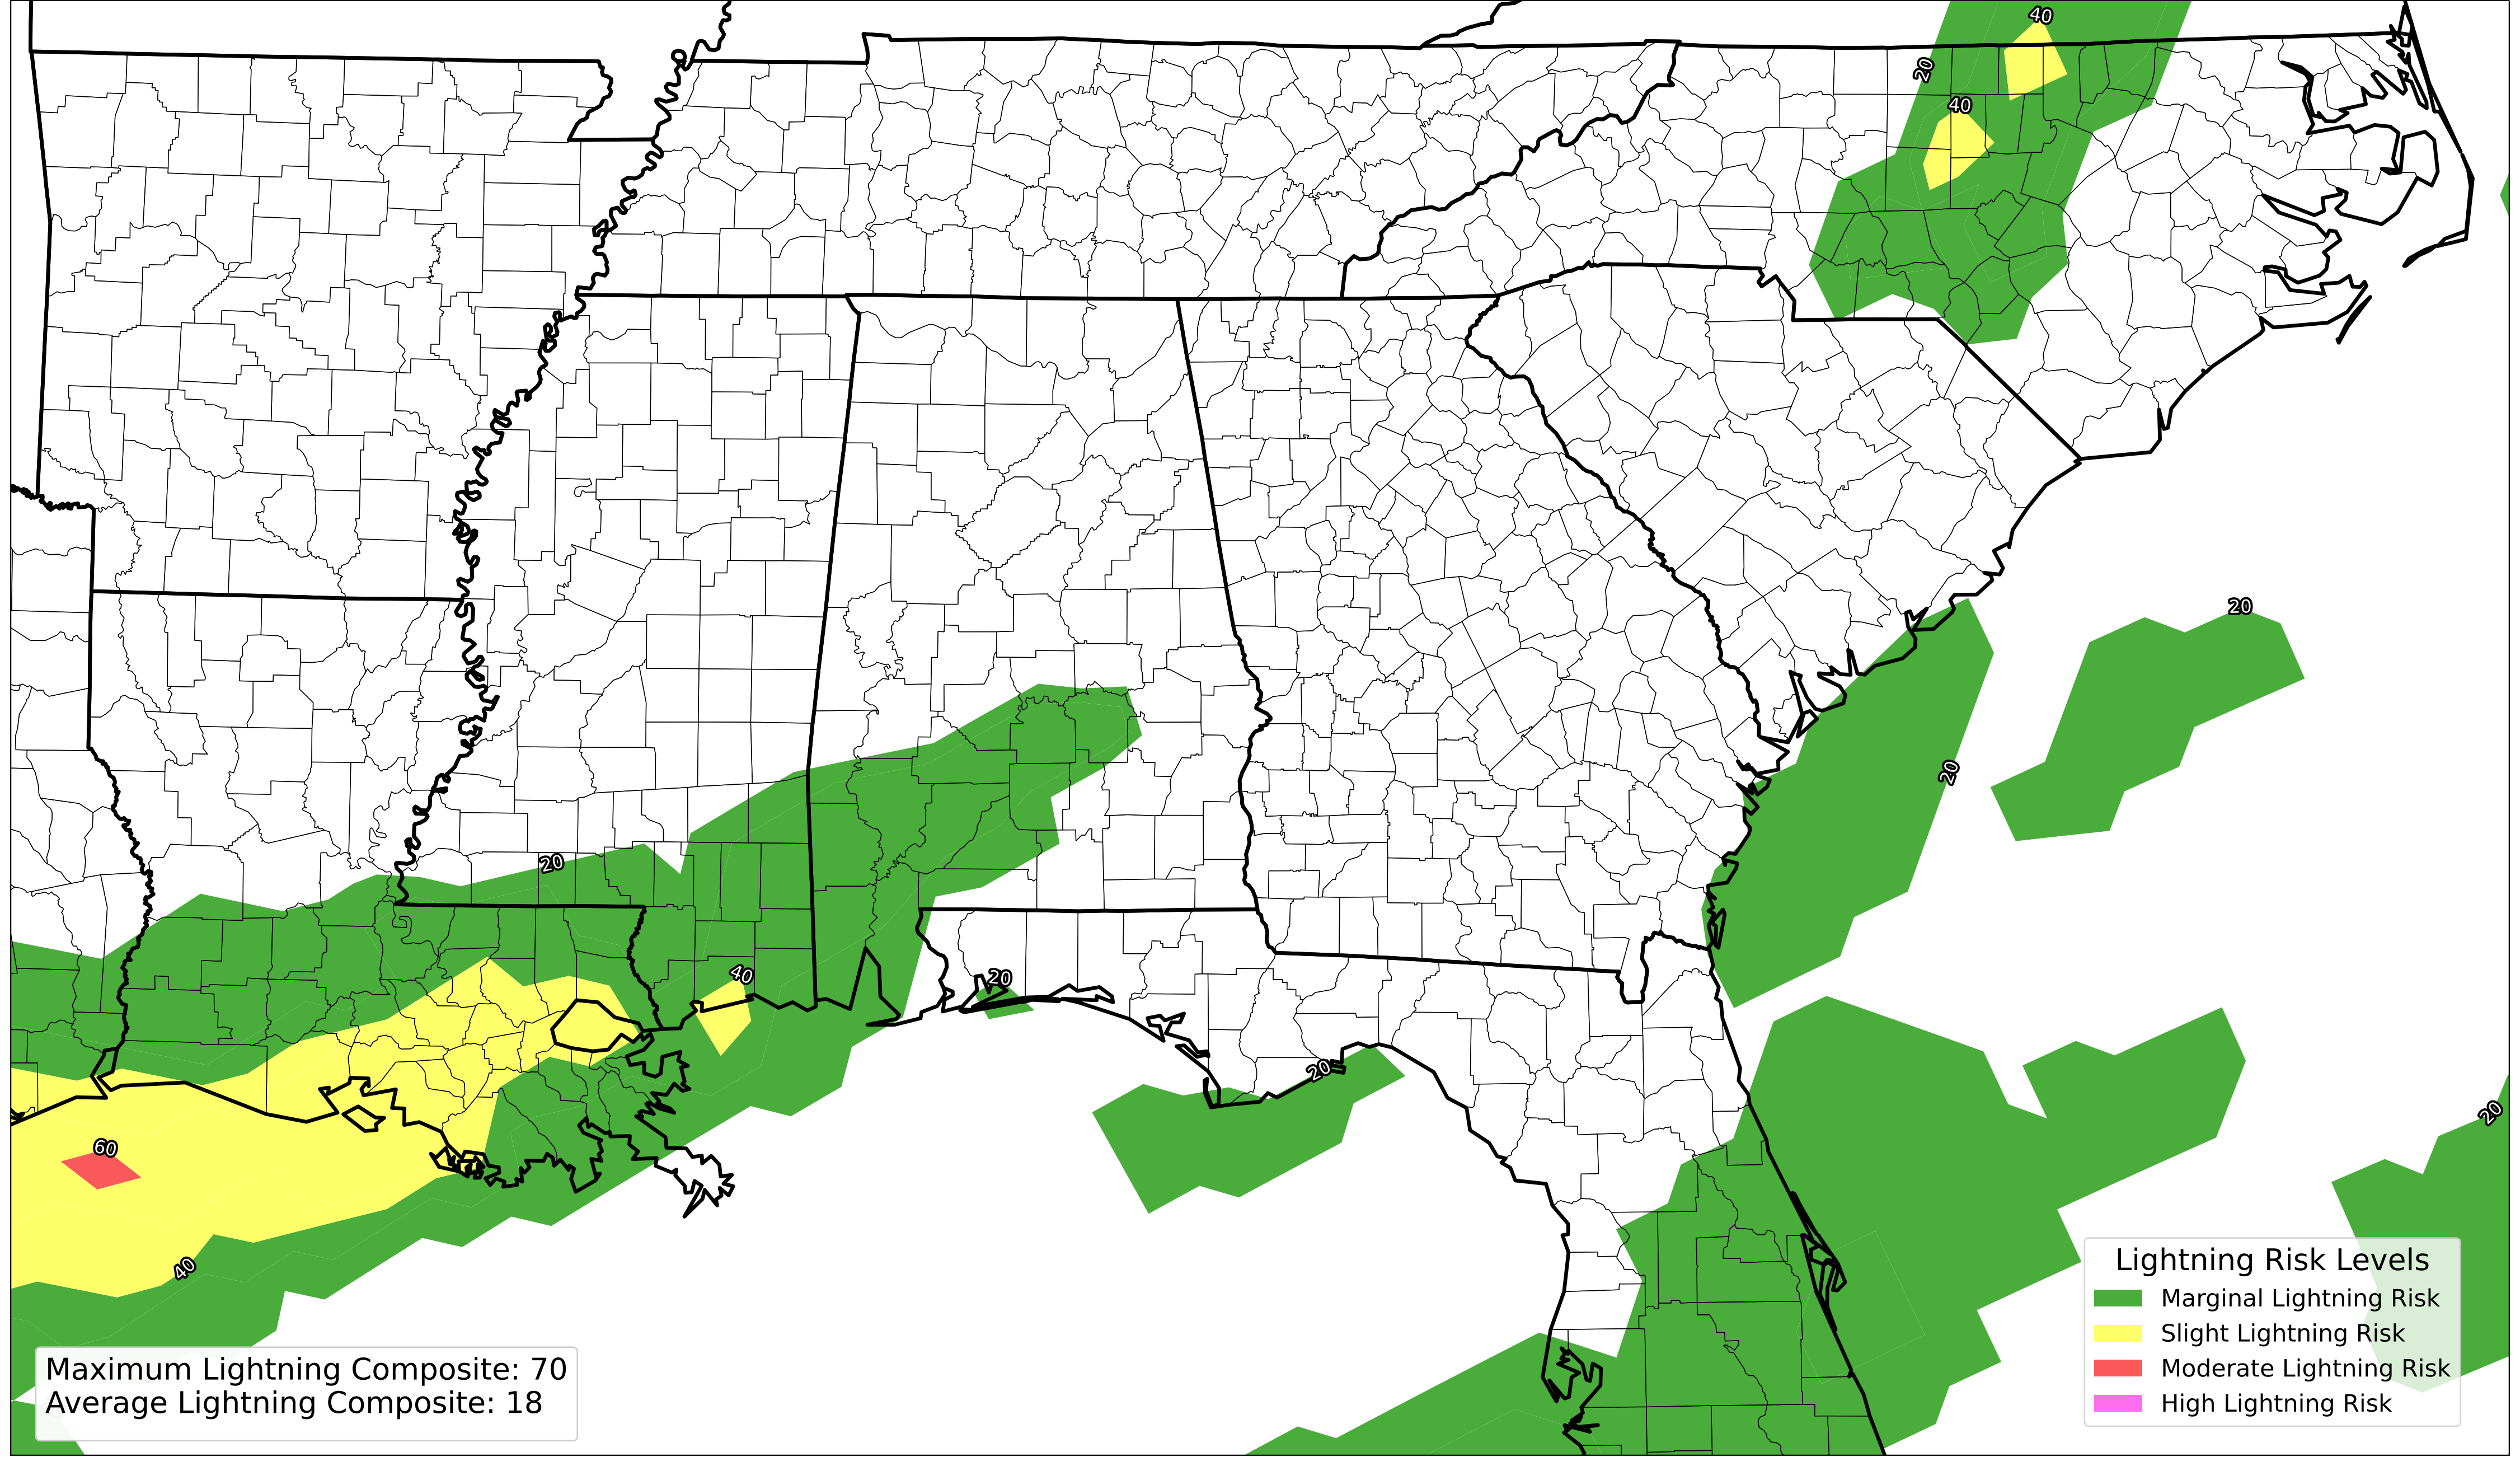 40
20
40
20
20
20
40
20
20
20
60
40
Lightning Risk Levels
Marginal Lightning Risk
Slight Lightning Risk
Moderate Lightning Risk
High Lightning Risk
Maximum Lightning Composite: 70
Average Lightning Composite: 18